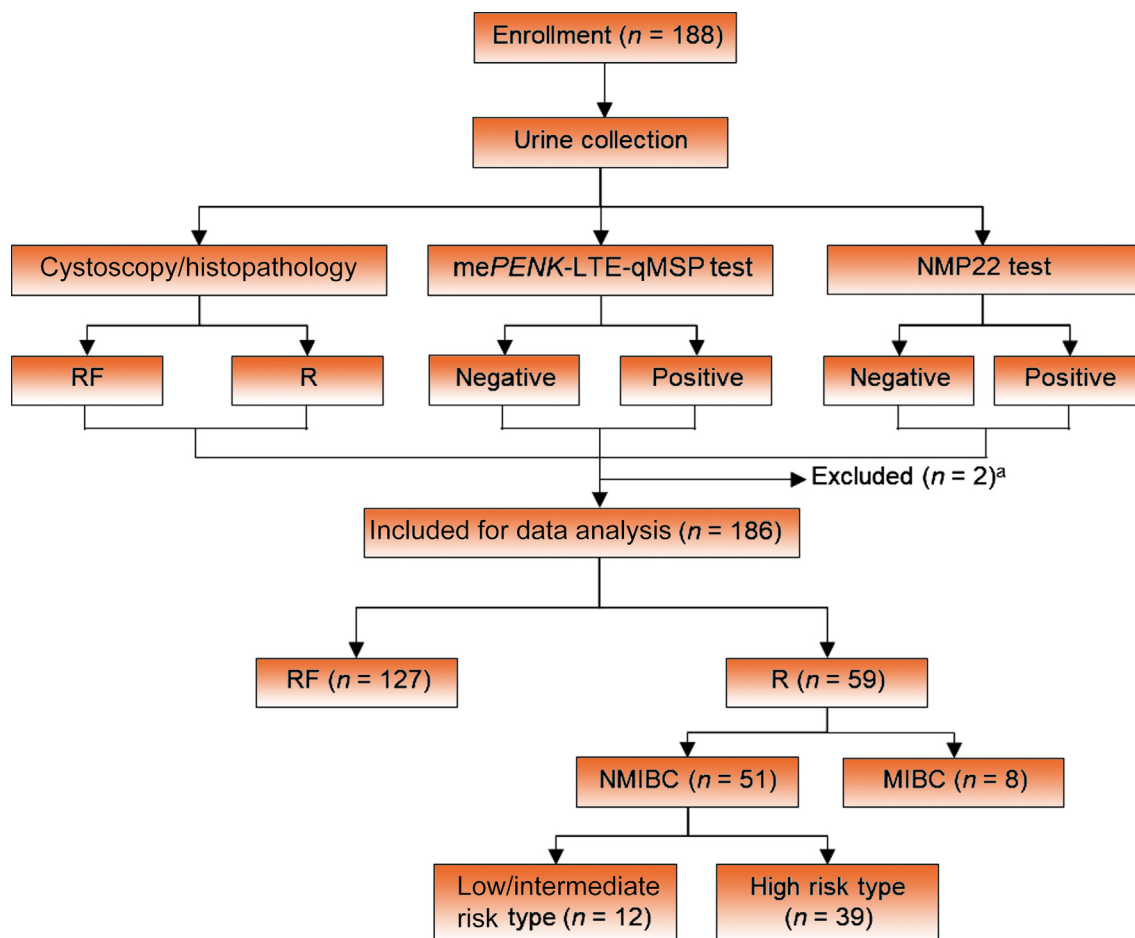 Enrollment (n = 188)
Urine collection
Cystoscopy/histopathology
mePENK-LTE-qMSP test
NMP22 test
RF
R
Negative
Positive
Negative
Positive
Excluded (n = 2)a
Included for data analysis (n = 186)
RF (n = 127)
R (n = 59)
NMIBC (n = 51)
MIBC (n = 8)
Low/intermediate
risk type (n = 12)
High risk type
(n = 39)